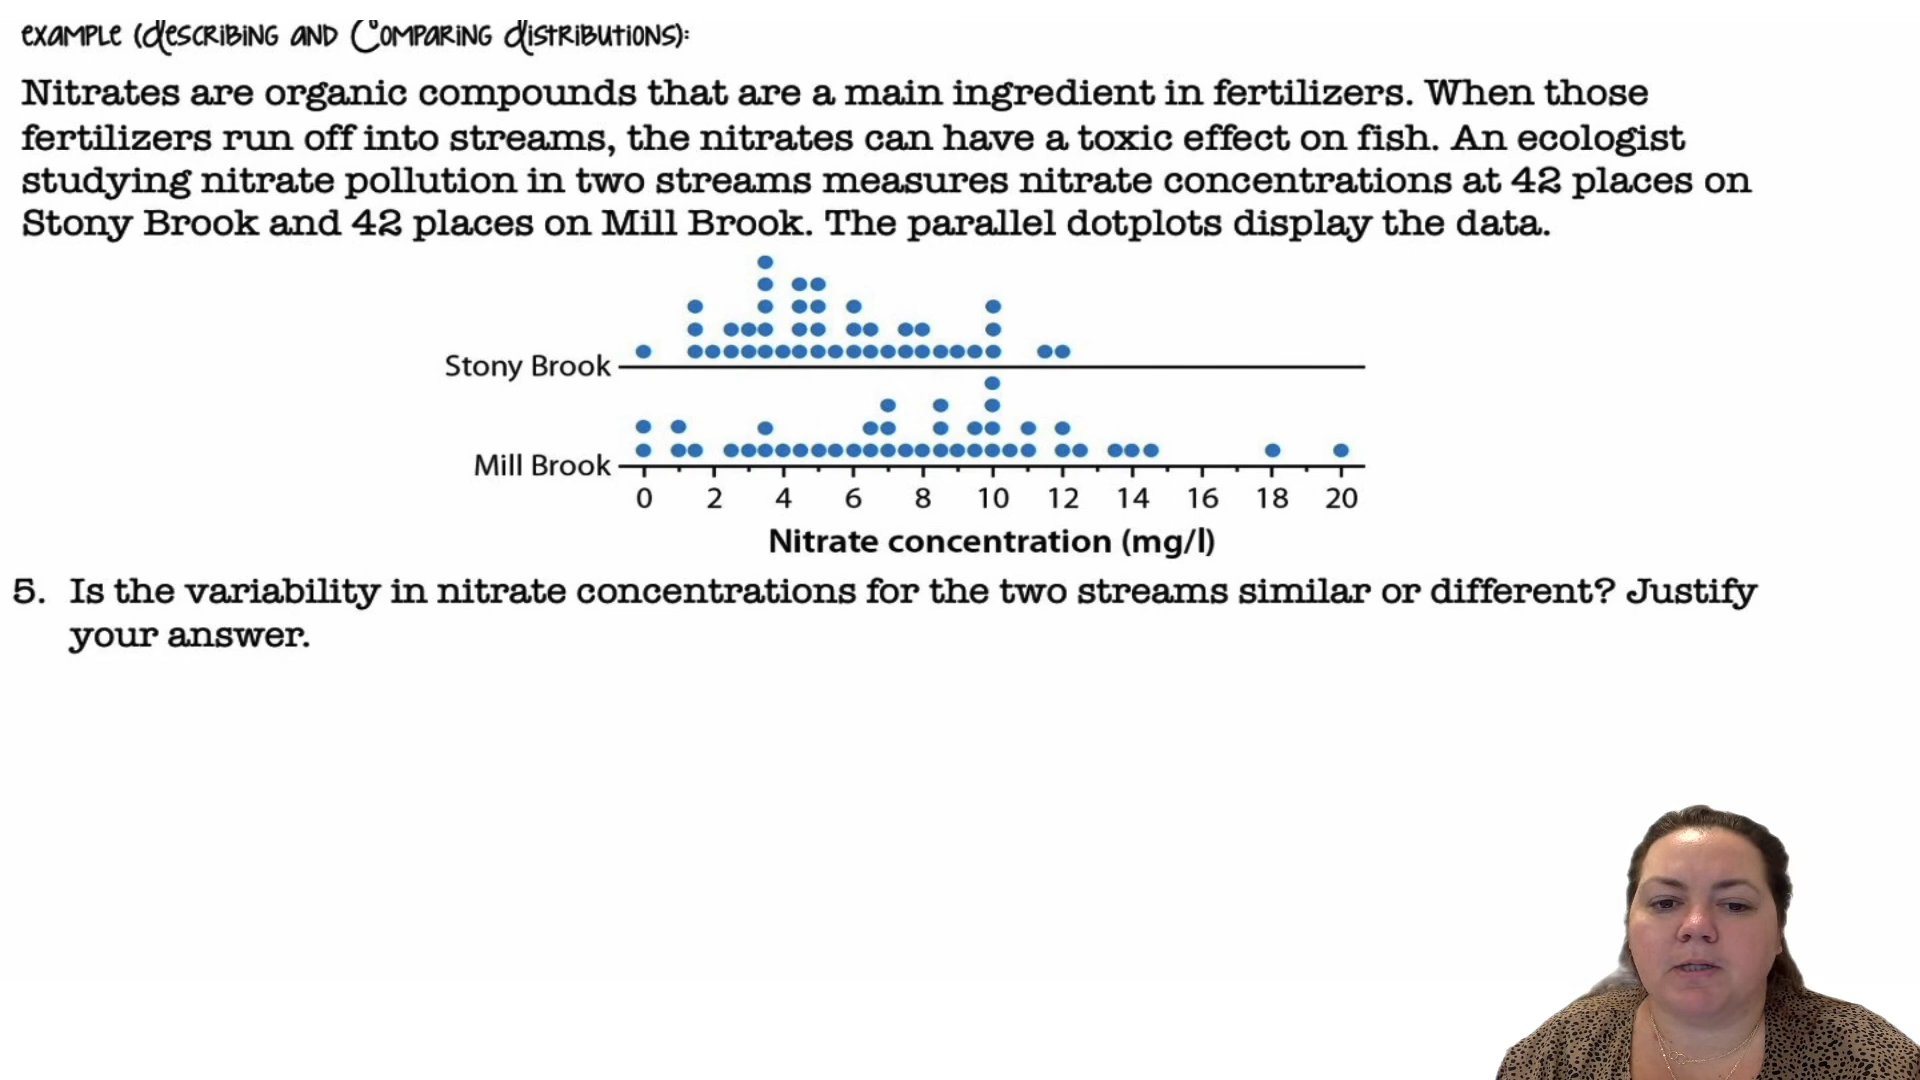 example (Describing and Comparing Distributions):
Nitrates are organic compounds that are a main ingredient in fertilizers. When those
fertilizers run off into streams, the nitrates can have a toxic effect on fish. An ecologist
studying nitrate pollution in two streams measures nitrate concentrations at 42 places on
Stony Brook and 42 places on Mill Brook. The parallel dotplots display the data.
Stony Brook
Mill Brook
0 2 4 6 8 10 12 14 16 18 20
Nitrate concentration (mg/l)
5. Is the variability in nitrate concentrations for the two streams similar or different? Justify
your answer.